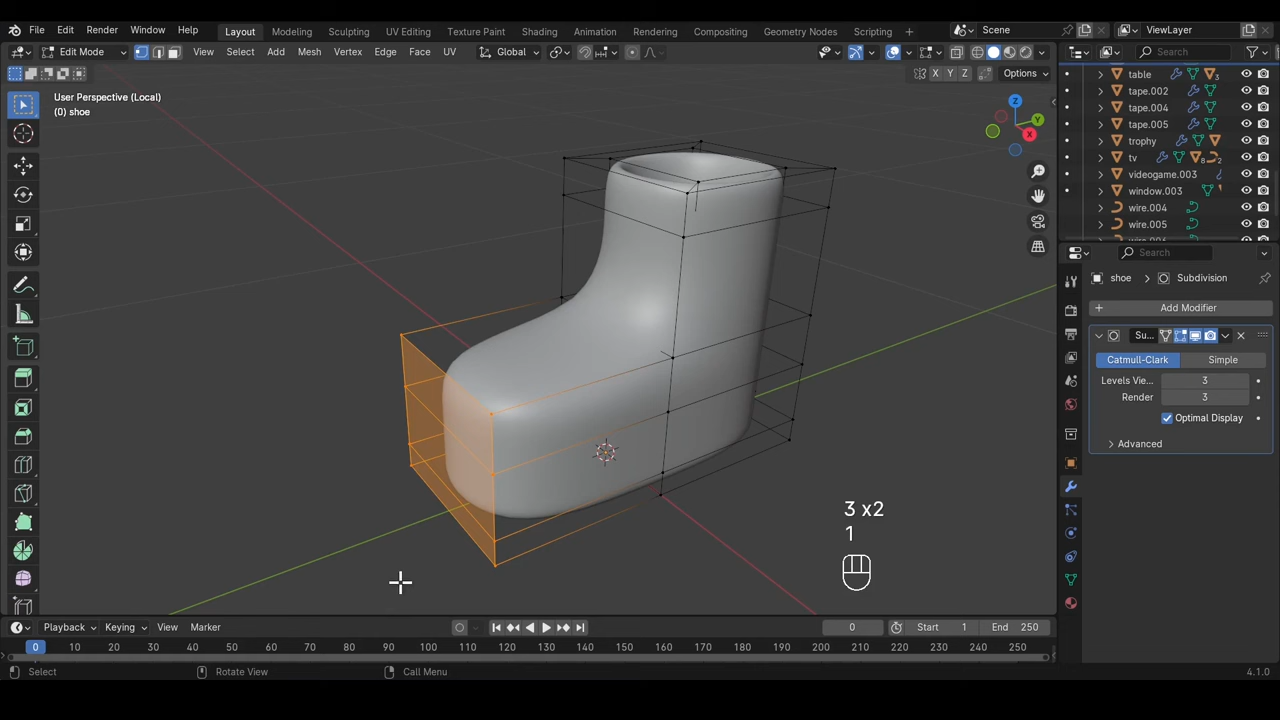 File Edit Render Window Help Layout Modeling Sculpting UV Editing Texture Paint Shading Animation Rendering Compositing Geometry Nodes Scripting + Scene ViewLayer
Edit Mode View Select Add Mesh Vertex Edge Face UV Global Search
X Y Z Options
User Perspective (Local)
(0) shoe
Z
Y
X
table 3
tape.002
tape.004
tape.005
trophy
tv 8 2
videogame.003
window.003
wire.004
wire.005
Search
shoe Subdivision
+ Add Modifier
Su...
Catmull-Clark Simple
Levels Vie... 3
Render 3
Optimal Display
Advanced
3 x2
1
Playback Keying View Marker 0 Start 1 End 250
0 10 20 30 40 50 60 70 80 90 100 110 120 130 140 150 160 170 180 190 200 210 220 230 240 250
Select Rotate View Call Menu 4.1.0